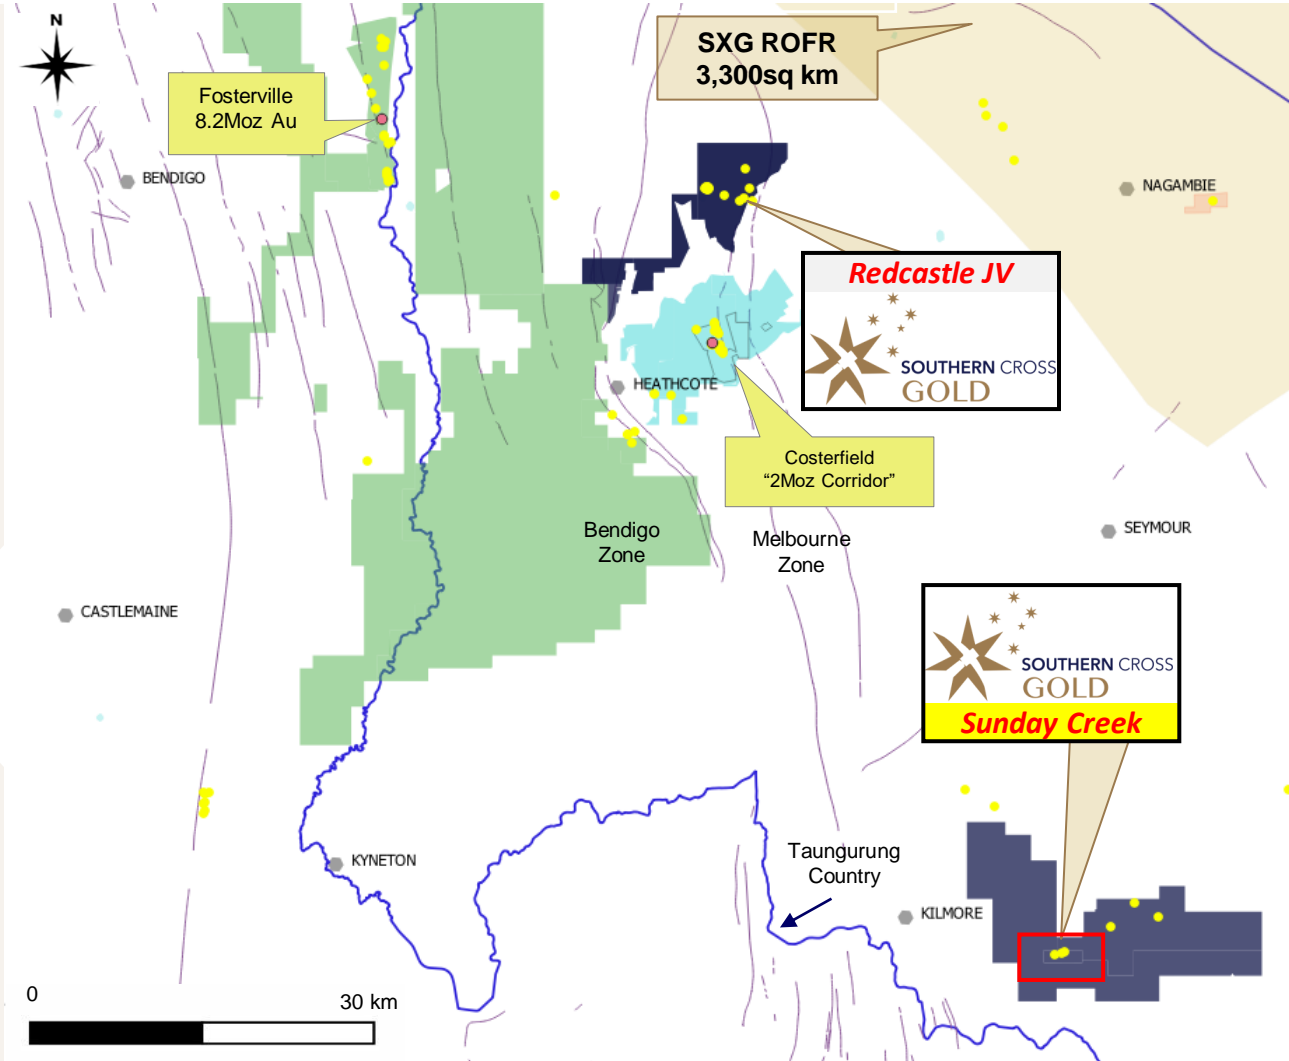 N
SXG ROFR
3,300sq km
Fosterville
8.2Moz Au
BENDIGO
NAGAMBIE
Redcastle JV
SOUTHERN CROSS
GOLD
HEATHCOTE
Costerfield
“2Moz Corridor”
Bendigo
Zone
Melbourne
Zone
SEYMOUR
CASTLEMAINE
SOUTHERN CROSS
GOLD
Sunday Creek
KYNETON
Taungurung
Country
KILMORE
0
30 km